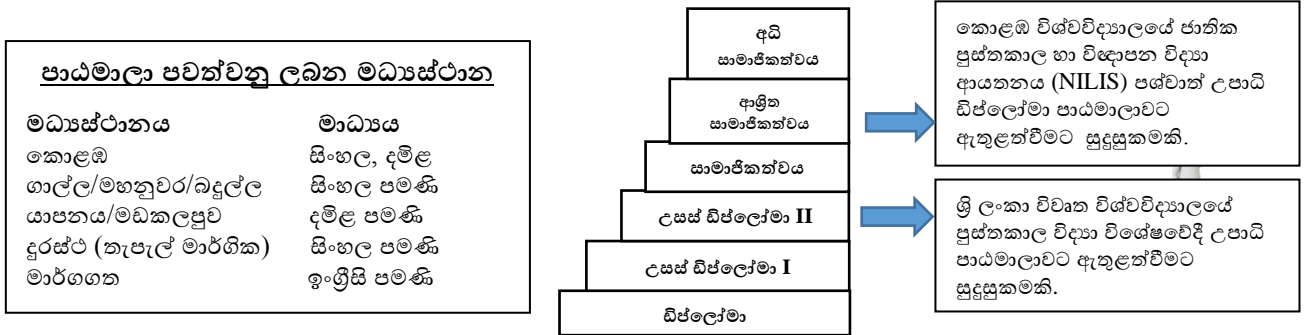 පාඨමාලා පවත්වනු ලබන මධ්‍යස්ථාන
මධ්‍යස්ථානය මාධ්‍යය
කොළඹ සිංහල, දමිළ
ගාල්ල/මහනුවර/බදුල්ල සිංහල පමණි
යාපනය/මඩකලපුව දමිළ පමණි
දුරස්ථ (තැපැල් මාර්ගික) සිංහල පමණි
මාර්ගගත ඉංග්‍රීසි පමණි
අධි
සාමාජිකත්වය
ආශ්‍රිත
සාමාජිකත්වය
සාමාජිකත්වය
උසස් ඩිප්ලෝමා II
උසස් ඩිප්ලෝමා I
ඩිප්ලෝමා
කොළඹ විශ්වවිද්‍යාලයේ ජාතික
පුස්තකාල හා විඥාපන විද්‍යා
ආයතනය (NILIS) පශ්චාත් උපාධි
ඩිප්ලෝමා පාඨමාලාවට
ඇතුළත්වීමට සුදුසුකමකි.
ශ්‍රි ලංකා විවෘත විශ්වවිද්‍යාලයේ
පුස්තකාල විද්‍යා විශේෂවේදී උපාධි
පාඨමාලාවට ඇතුළත්වීමට
සුදුසුකමකි.